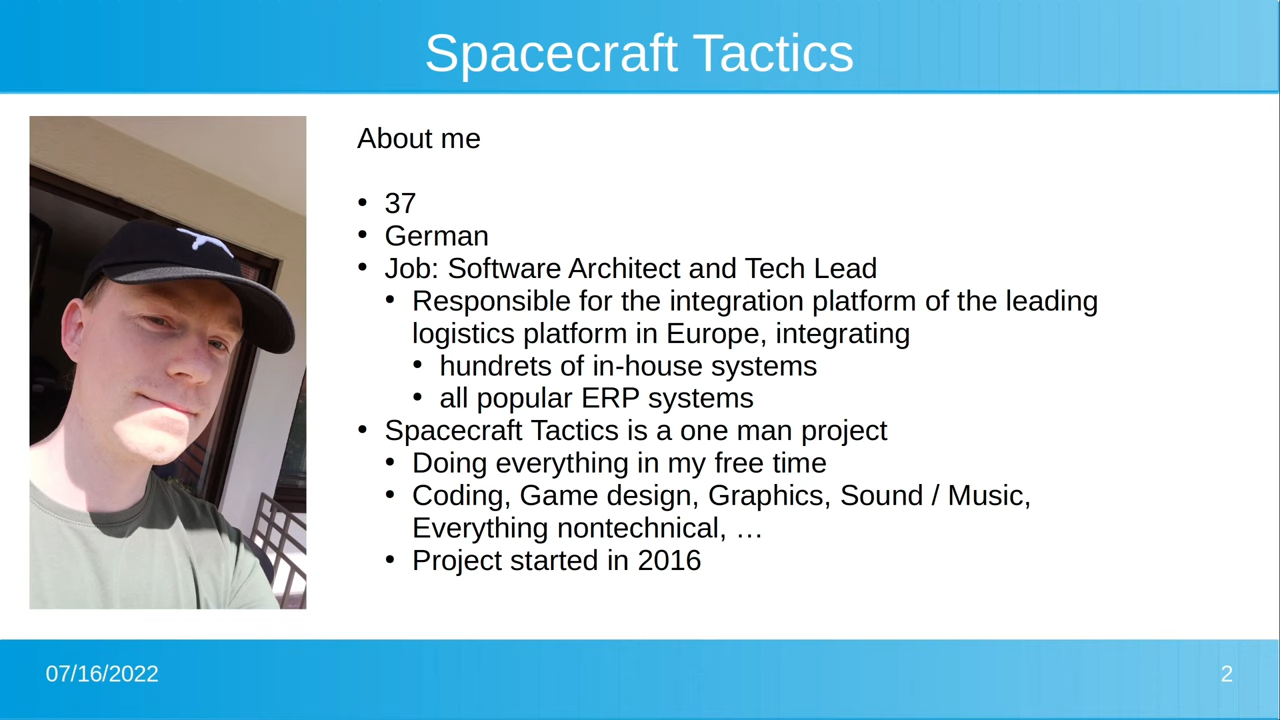 Spacecraft Tactics
About me
• 37
• German
• Job: Software Architect and Tech Lead
• Responsible for the integration platform of the leading
logistics platform in Europe, integrating
• hundrets of in-house systems
• all popular ERP systems
• Spacecraft Tactics is a one man project
• Doing everything in my free time
• Coding, Game design, Graphics, Sound / Music,
Everything nontechnical, …
• Project started in 2016
07/16/2022
2